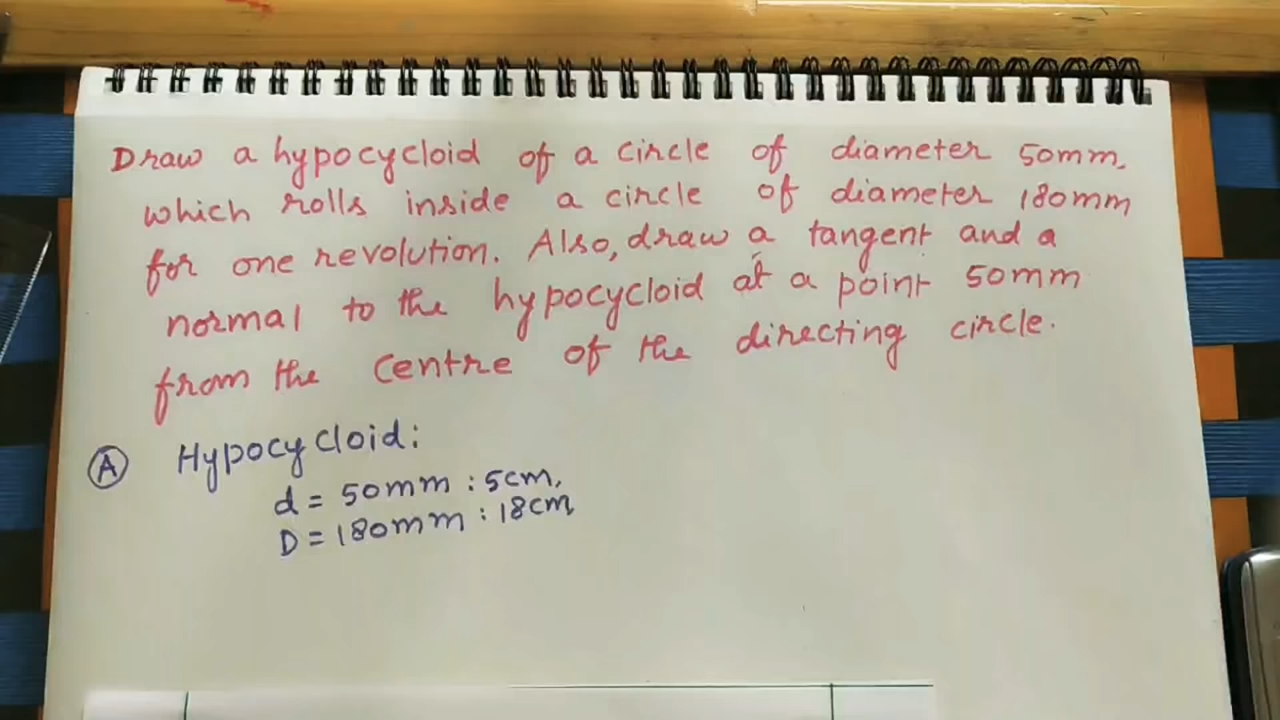 Draw a hypocycloid of a circle of diameter 50mm,
which rolls inside a circle of diameter 180mm
for one revolution. Also, draw a tangent and a
normal to the hypocycloid at a point 50mm
from the centre of the directing circle.
A Hypocycloid:
d = 50mm : 5cm,
D = 180mm : 18cm